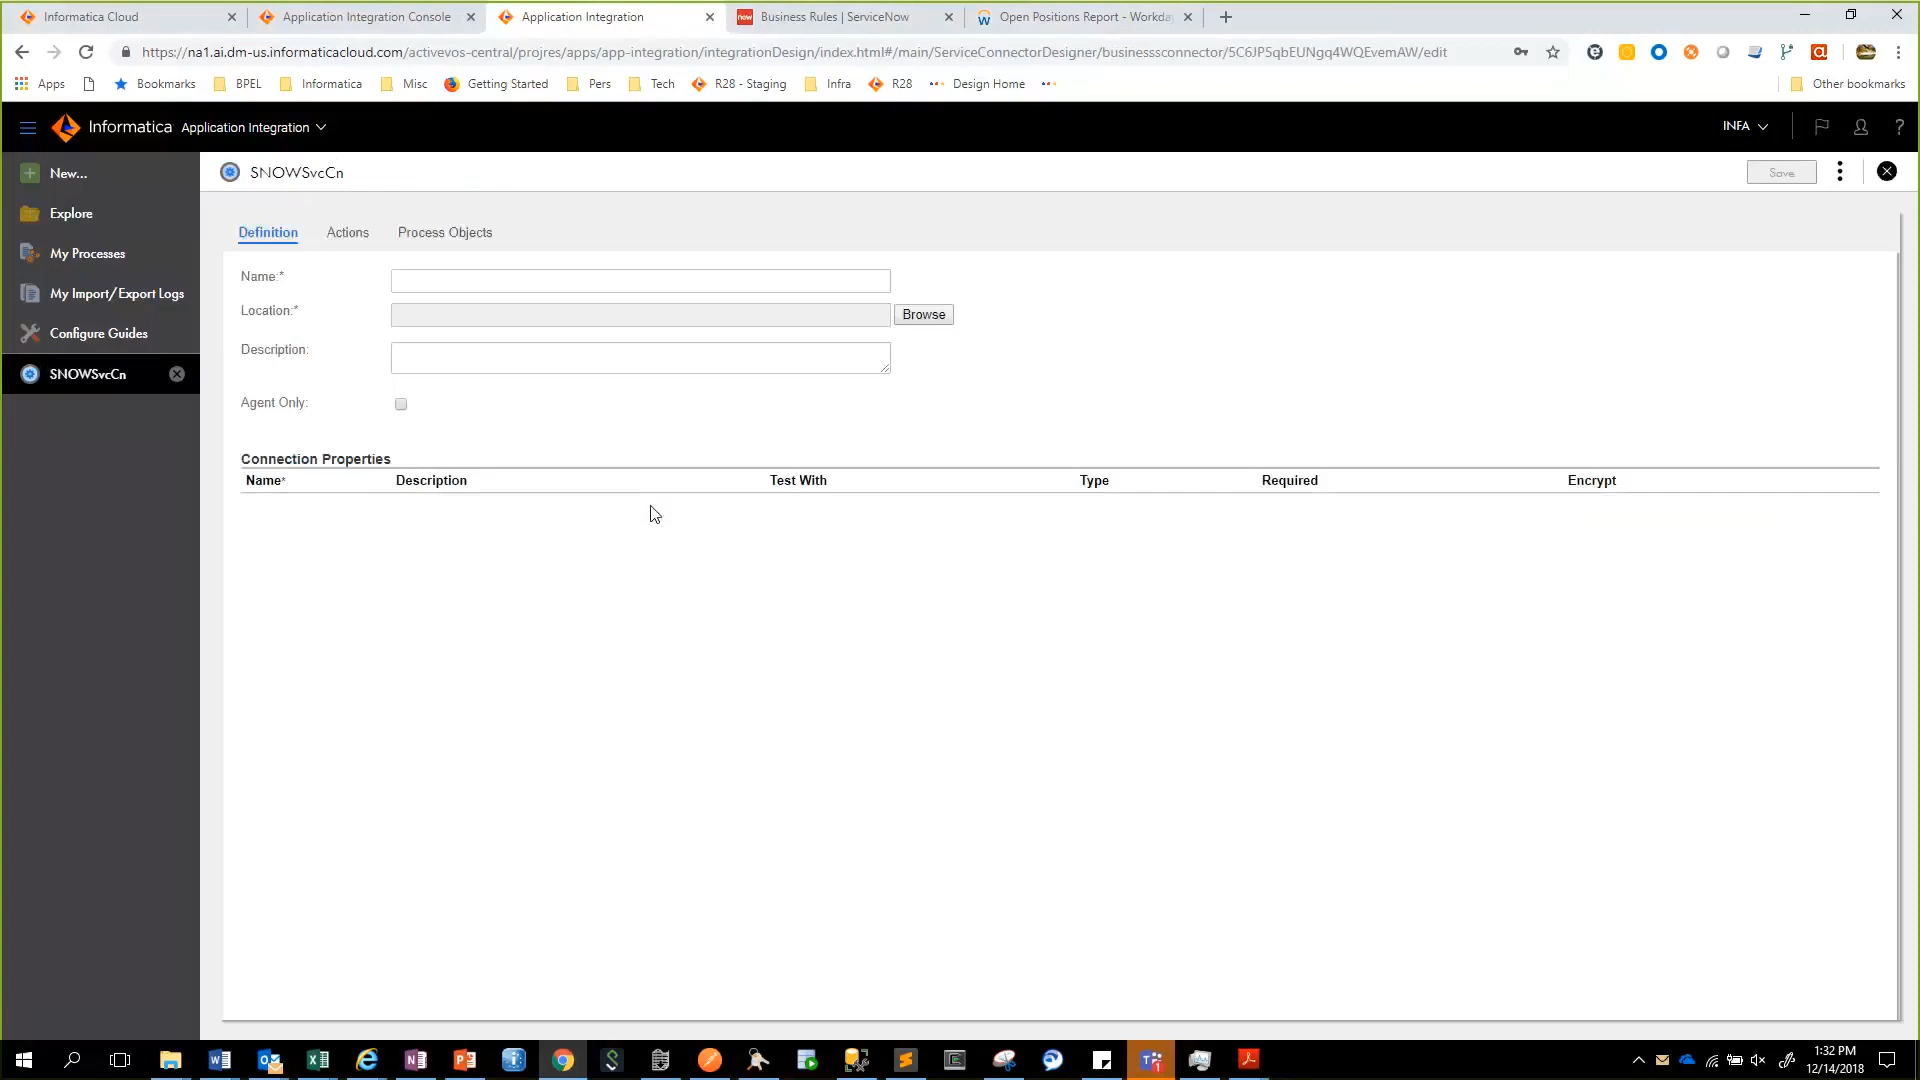 Informatica Cloud
Application Integration Console
Application Integration
Business Rules | ServiceNow
Open Positions Report - Workda
https://na1.ai.dm-us.informaticacloud.com/activevos-central/projres/apps/app-integration/integrationDesign/index.html#/main/ServiceConnectorDesigner/businesssconnector/5C6JP5qbEUNgq4WQEvemAW/edit
Apps
Bookmarks
BPEL
Informatica
Misc
Getting Started
Pers
Tech
R28 - Staging
Infra
R28
Design Home
Other bookmarks
Informatica Application Integration
INFA
New...
Explore
My Processes
My Import/Export Logs
Configure Guides
SNOWSvcCn
SNOWSvcCn
Save
Definition
Actions
Process Objects
Name:*
Location:*
Browse
Description:
Agent Only:
Connection Properties
Name*
Description
Test With
Type
Required
Encrypt
1:32 PM
12/14/2018